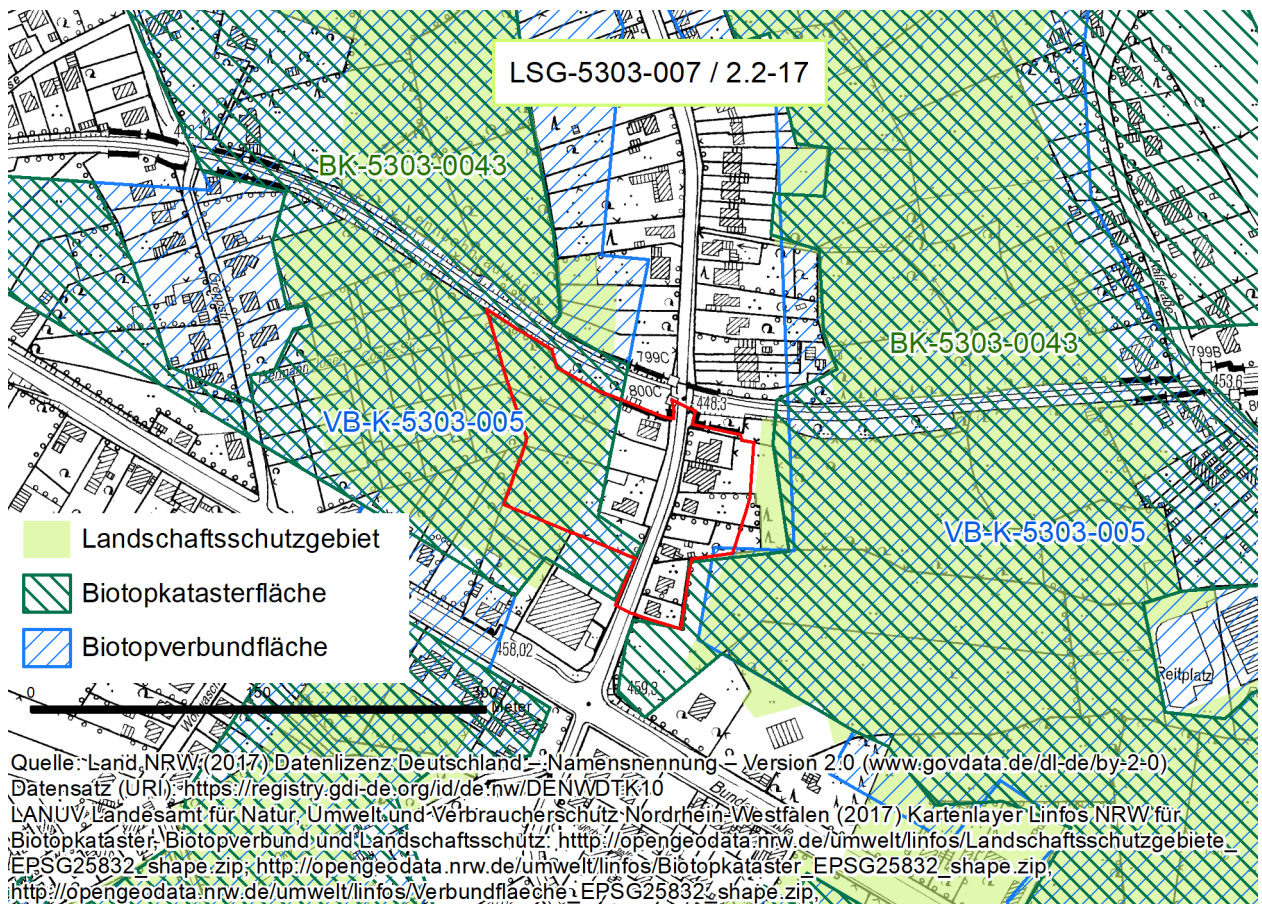 LSG-5303-007 / 2.2-17
BK-5303-0043
799C
800C
448,3
BK-5303-0043
799B
453,6
VB-K-5303-005
VB-K-5303-005
Landschaftsschutzgebiet
Biotopkatasterfläche
Biotopverbundfläche
458,02
459,3
Reitplatz
0 150 300
Meter
Quelle: Land NRW (2017) Datenlizenz Deutschland – Namensnennung – Version 2.0 (www.govdata.de/dl-de/by-2-0)
Datensatz (URI): https://registry.gdi-de.org/id/de.nw/DENWDTK10
LANUV, Landesamt für Natur, Umwelt und Verbraucherschutz Nordrhein-Westfalen (2017) Kartenlayer Linfos NRW für
Biotopkataster, Biotopverbund und Landschaftsschutz: htttp://opengeodata.nrw.de/umwelt/linfos/Landschaftsschutzgebiete_
EPSG25832_shape.zip, http://opengeodata.nrw.de/umwelt/linfos/Biotopkataster_EPSG25832_shape.zip,
http://opengeodata.nrw.de/umwelt/linfos/Verbundflaeche_EPSG25832_shape.zip,